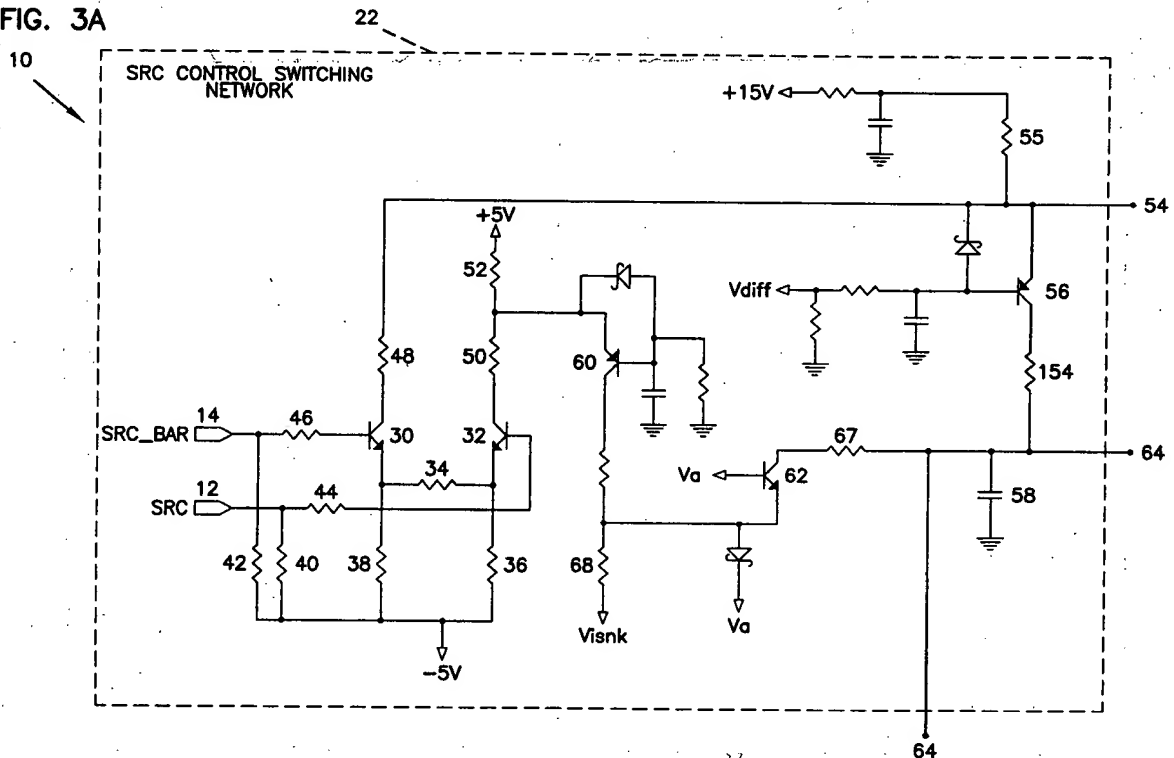 FIG. 3A
22
10
SRC CONTROL SWITCHING
NETWORK
+15V
55
54
+5V
52
Vdiff
56
48
50
60
154
14
SRC_BAR
46
30
32
67
64
34
Va
62
12
SRC
44
58
42
40
38
36
68
Visnk
Va
-5V
64